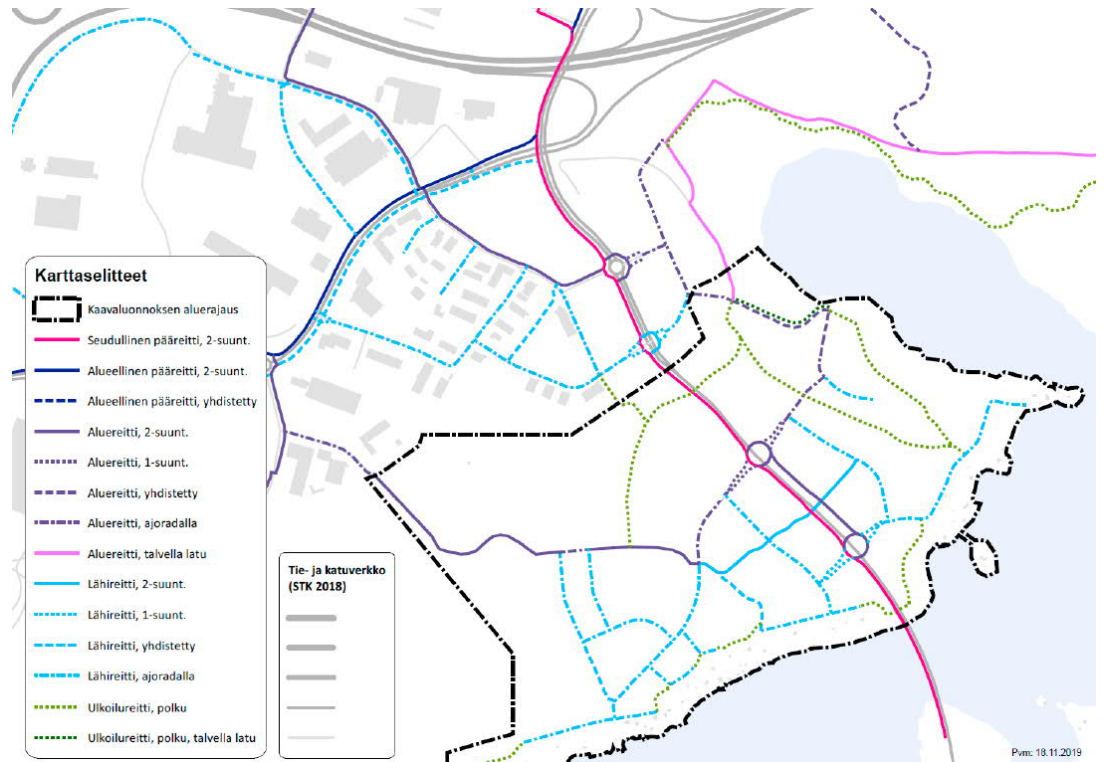 Karttaselitteet
Kaavaluonnoksen aluerajaus
Seudullinen pääreitti, 2-suunt.
Alueellinen pääreitti, 2-suunt.
Alueellinen pääreitti, yhdistetty
Aluereitti, 2-suunt.
Aluereitti, 1-suunt.
Aluereitti, yhdistetty
Aluereitti, ajoradalla
Aluereitti, talvella latu
Lähireitti, 2-suunt.
Lähireitti, 1-suunt.
Lähireitti, yhdistetty
Lähireitti, ajoradalla
Ulkoilureitti, polku
Ulkoilureitti, polku, talvella latu
Tie- ja katuverkko
(STK 2018)
Pvm: 18.11.2019